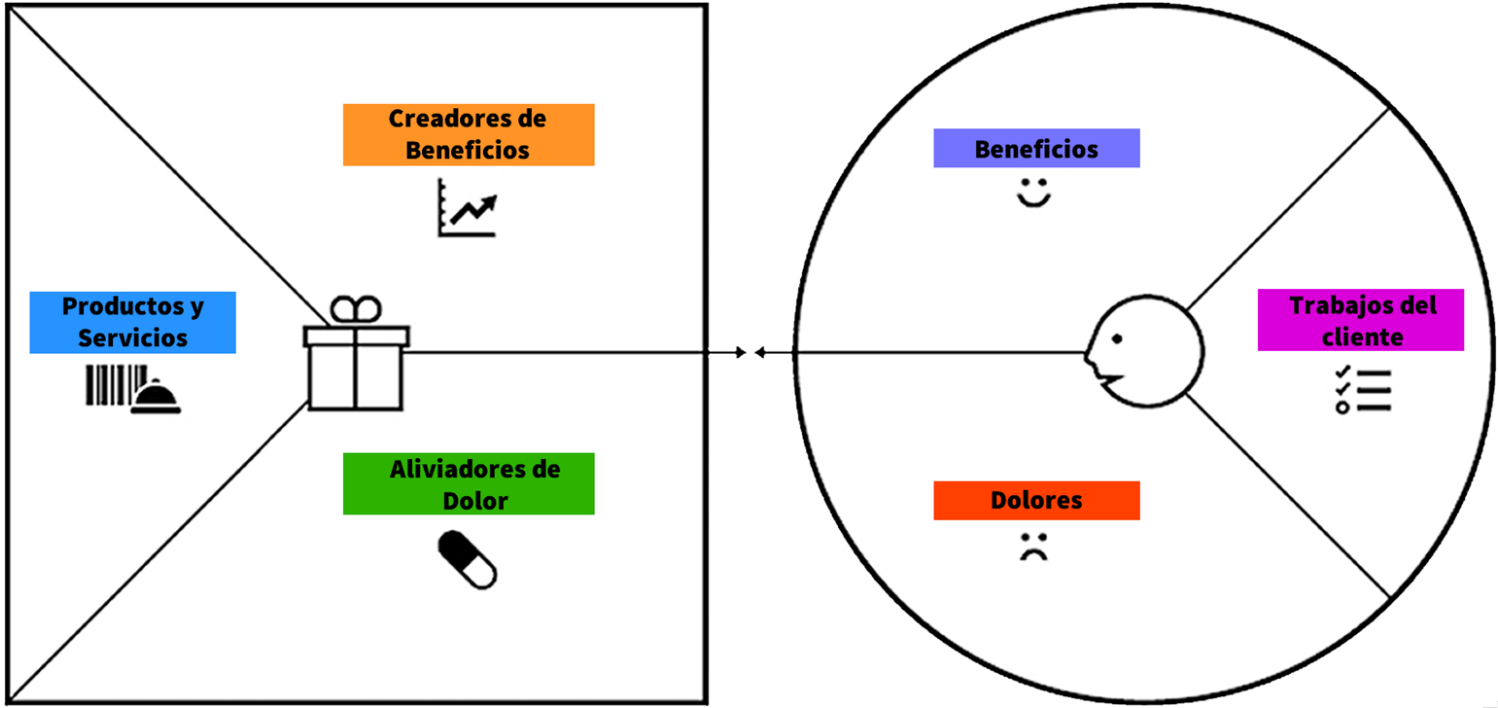 Creadores de
Beneficios
Productos y
Servicios
Aliviadores de
Dolor
Beneficios
Trabajos del
cliente
Dolores